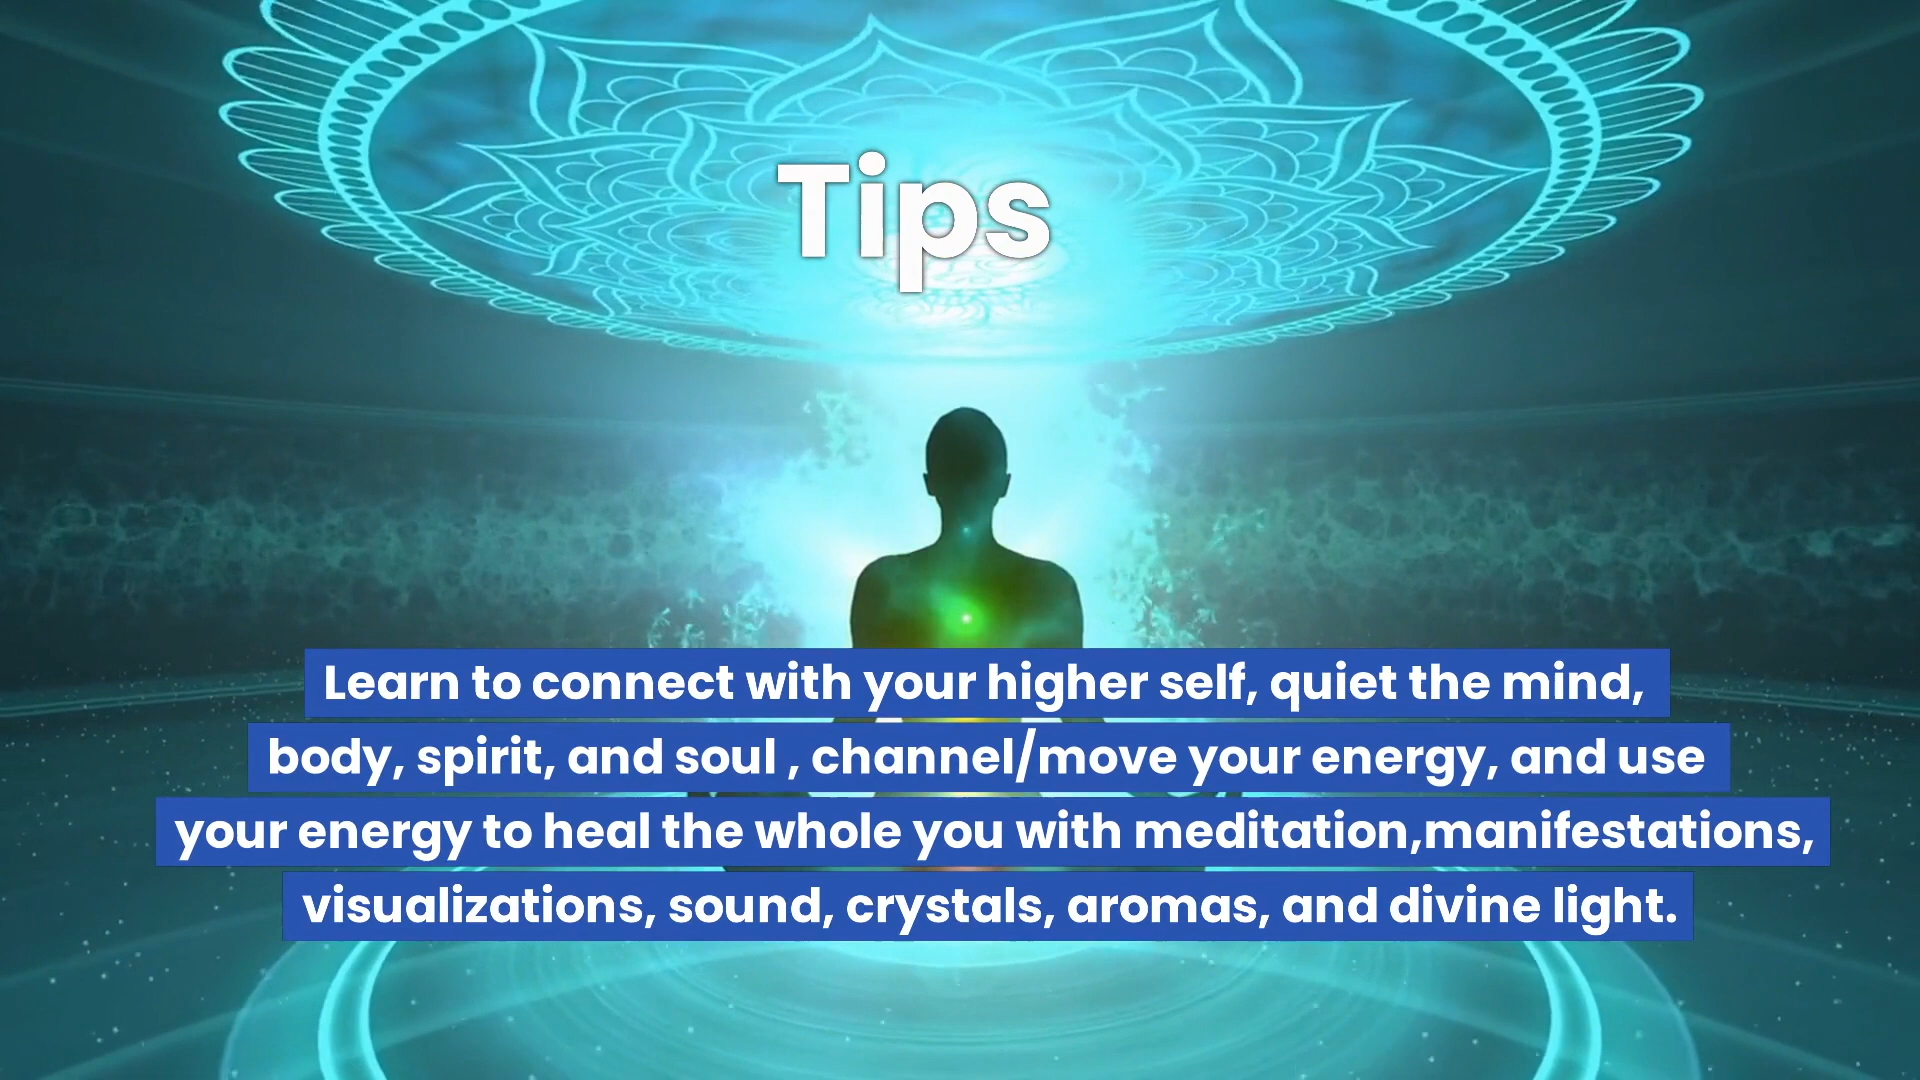 Tips
Learn to connect with your higher self, quiet the mind,
body, spirit, and soul , channel/move your energy, and use
your energy to heal the whole you with meditation,manifestations,
visualizations, sound, crystals, aromas, and divine light.